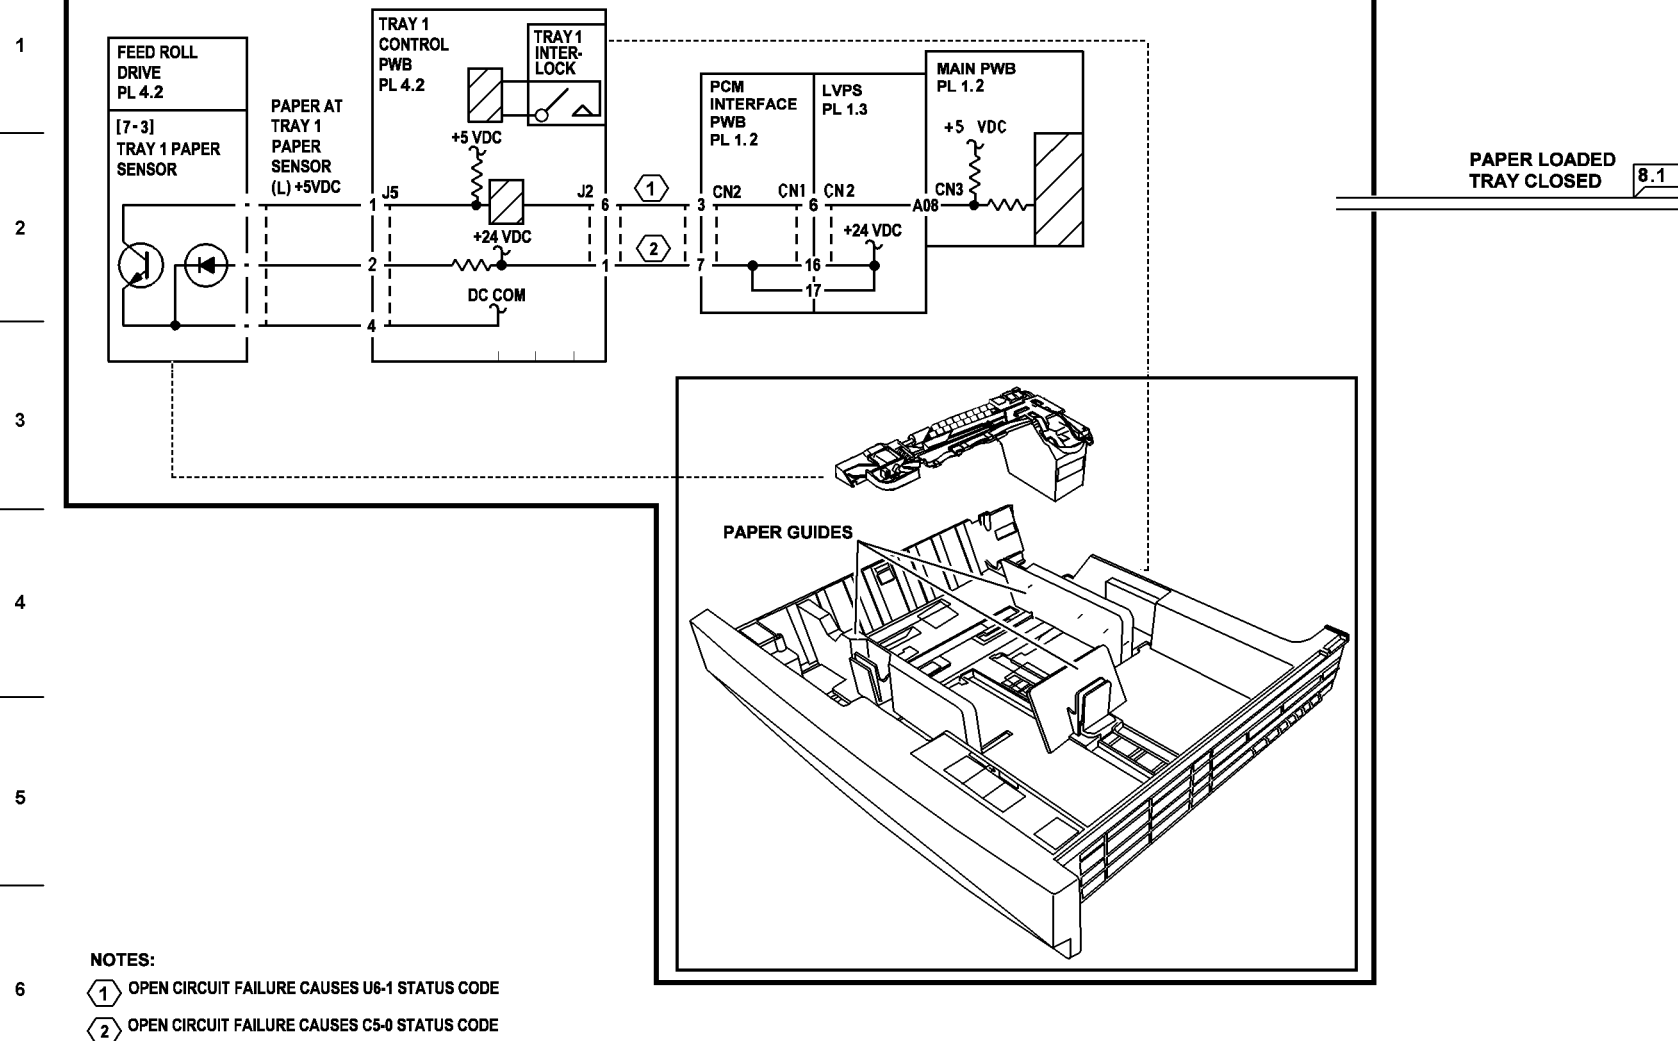 1
FEED ROLL
DRIVE
PL 4.2
[7-3]
TRAY 1 PAPER
SENSOR
PAPER AT
TRAY 1
PAPER
SENSOR
(L) +5VDC
TRAY 1
CONTROL
PWB
PL 4.2
TRAY 1
INTER-
LOCK
+5 VDC
J5
J2
1
6
1
+24 VDC
2
1
2
DC COM
4
PCM
INTERFACE
PWB
PL 1.2
LVPS
PL 1.3
3
CN2
CN1
6
CN2
+24 VDC
7
16
17
MAIN PWB
PL 1.2
+5 VDC
CN3
A08
PAPER LOADED
TRAY CLOSED
8.1
2
3
PAPER GUIDES
4
5
6
NOTES:
1 OPEN CIRCUIT FAILURE CAUSES U6-1 STATUS CODE
2 OPEN CIRCUIT FAILURE CAUSES C5-0 STATUS CODE